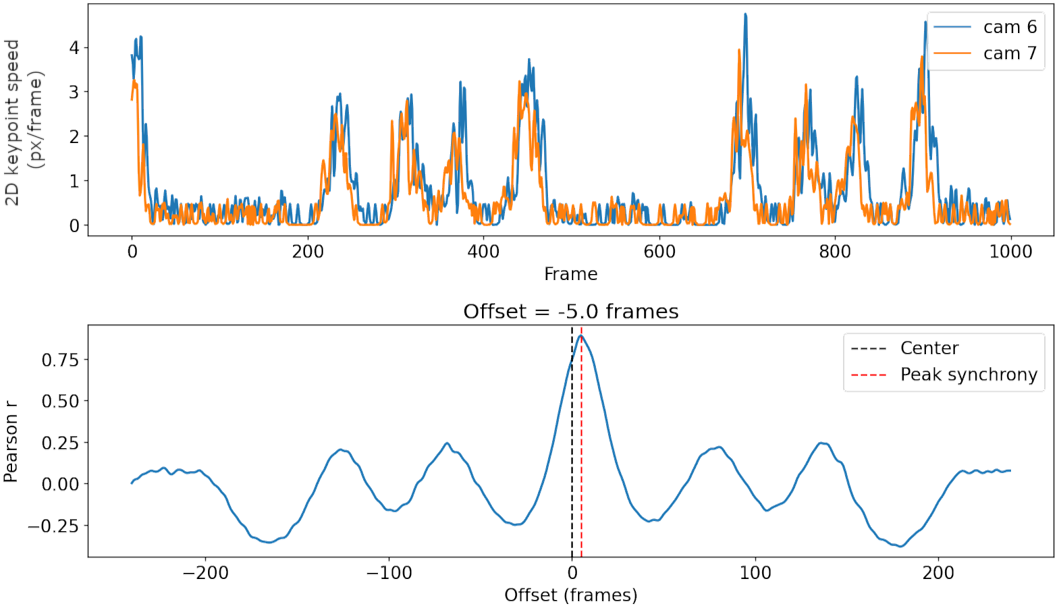 2D keypoint speed
(px/frame)
4
3
2
1
0
cam 6
cam 7
0 200 400 600 800 1000
Frame
Offset = -5.0 frames
Pearson r
0.75
0.50
0.25
0.00
−0.25
Center
Peak synchrony
−200 −100 0 100 200
Offset (frames)